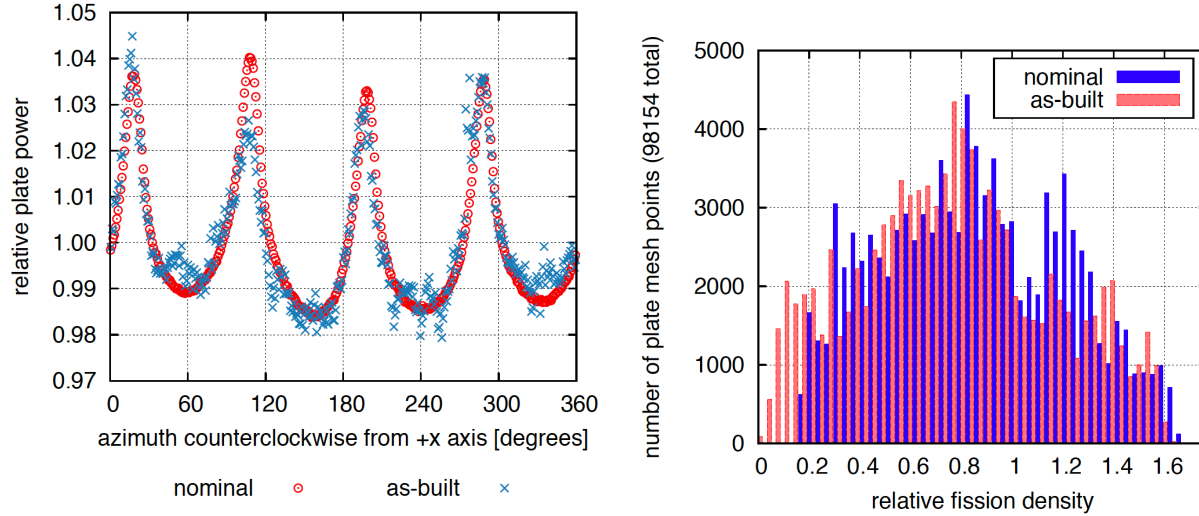 1.05
1.04
1.03
1.02
1.01
1.00
0.99
0.98
0.97
relative plate power
0 60 120 180 240 300 360
azimuth counterclockwise from +x axis [degrees]
nominal as-built
5000
4000
3000
2000
1000
0
number of plate mesh points (98154 total)
nominal
as-built
0 0.2 0.4 0.6 0.8 1 1.2 1.4 1.6
relative fission density